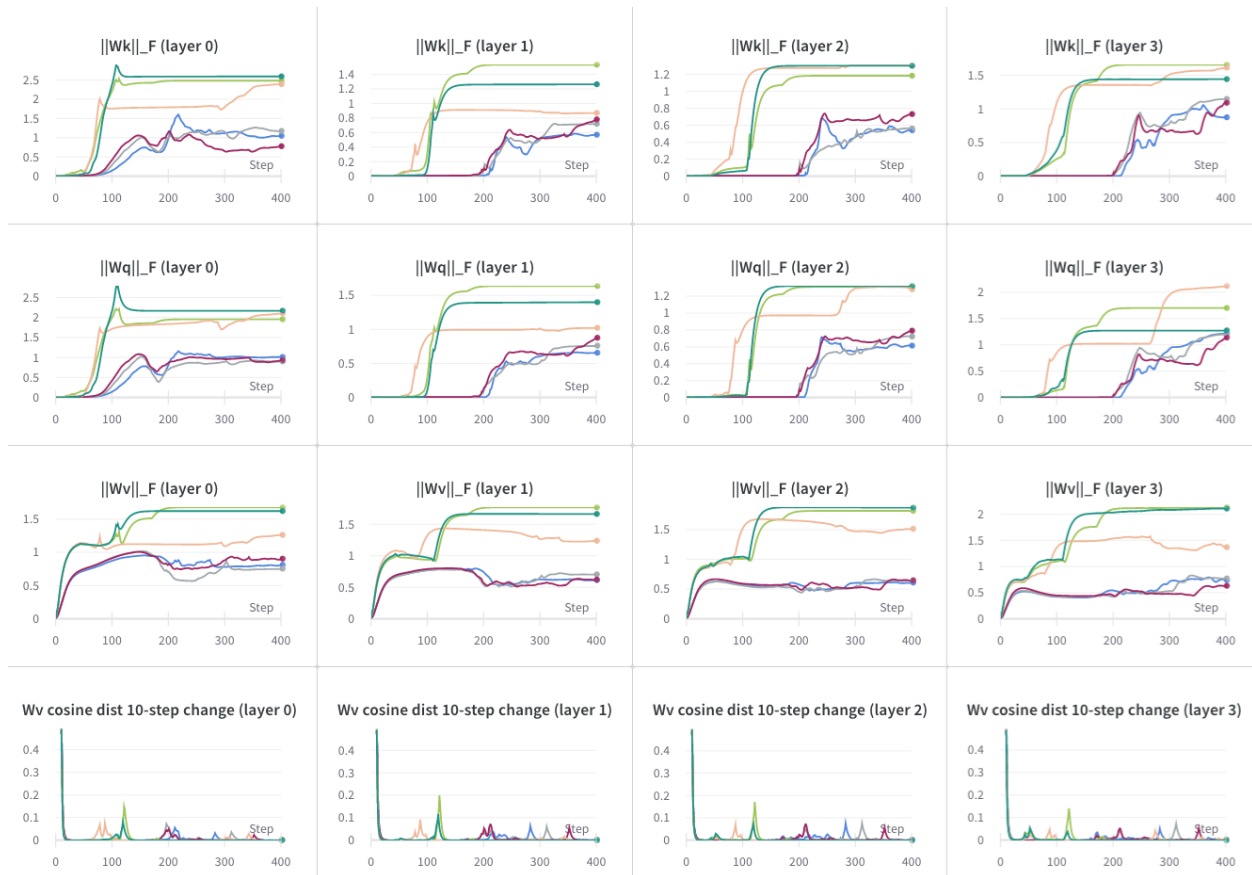 ||Wk||_F (layer 0)
2.5
2
1.5
1
0.5
0
Step
0 100 200 300 400
||Wk||_F (layer 1)
1.4
1.2
1
0.8
0.6
0.4
0.2
0
Step
0 100 200 300 400
||Wk||_F (layer 2)
1.2
1
0.8
0.6
0.4
0.2
0
Step
0 100 200 300 400
||Wk||_F (layer 3)
1.5
1
0.5
0
Step
0 100 200 300 400
||Wq||_F (layer 0)
2.5
2
1.5
1
0.5
0
Step
0 100 200 300 400
||Wq||_F (layer 1)
1.5
1
0.5
0
Step
0 100 200 300 400
||Wq||_F (layer 2)
1.2
1
0.8
0.6
0.4
0.2
0
Step
0 100 200 300 400
||Wq||_F (layer 3)
2
1.5
1
0.5
0
Step
0 100 200 300 400
||Wv||_F (layer 0)
1.5
1
0.5
0
Step
0 100 200 300 400
||Wv||_F (layer 1)
1.5
1
0.5
0
Step
0 100 200 300 400
||Wv||_F (layer 2)
1.5
1
0.5
0
Step
0 100 200 300 400
||Wv||_F (layer 3)
2
1.5
1
0.5
0
Step
0 100 200 300 400
Wv cosine dist 10-step change (layer 0)
0.4
0.3
0.2
0.1
0
Step
0 100 200 300 400
Wv cosine dist 10-step change (layer 1)
0.4
0.3
0.2
0.1
0
Step
0 100 200 300 400
Wv cosine dist 10-step change (layer 2)
0.4
0.3
0.2
0.1
0
Step
0 100 200 300 400
Wv cosine dist 10-step change (layer 3)
0.4
0.3
0.2
0.1
0
Step
0 100 200 300 400